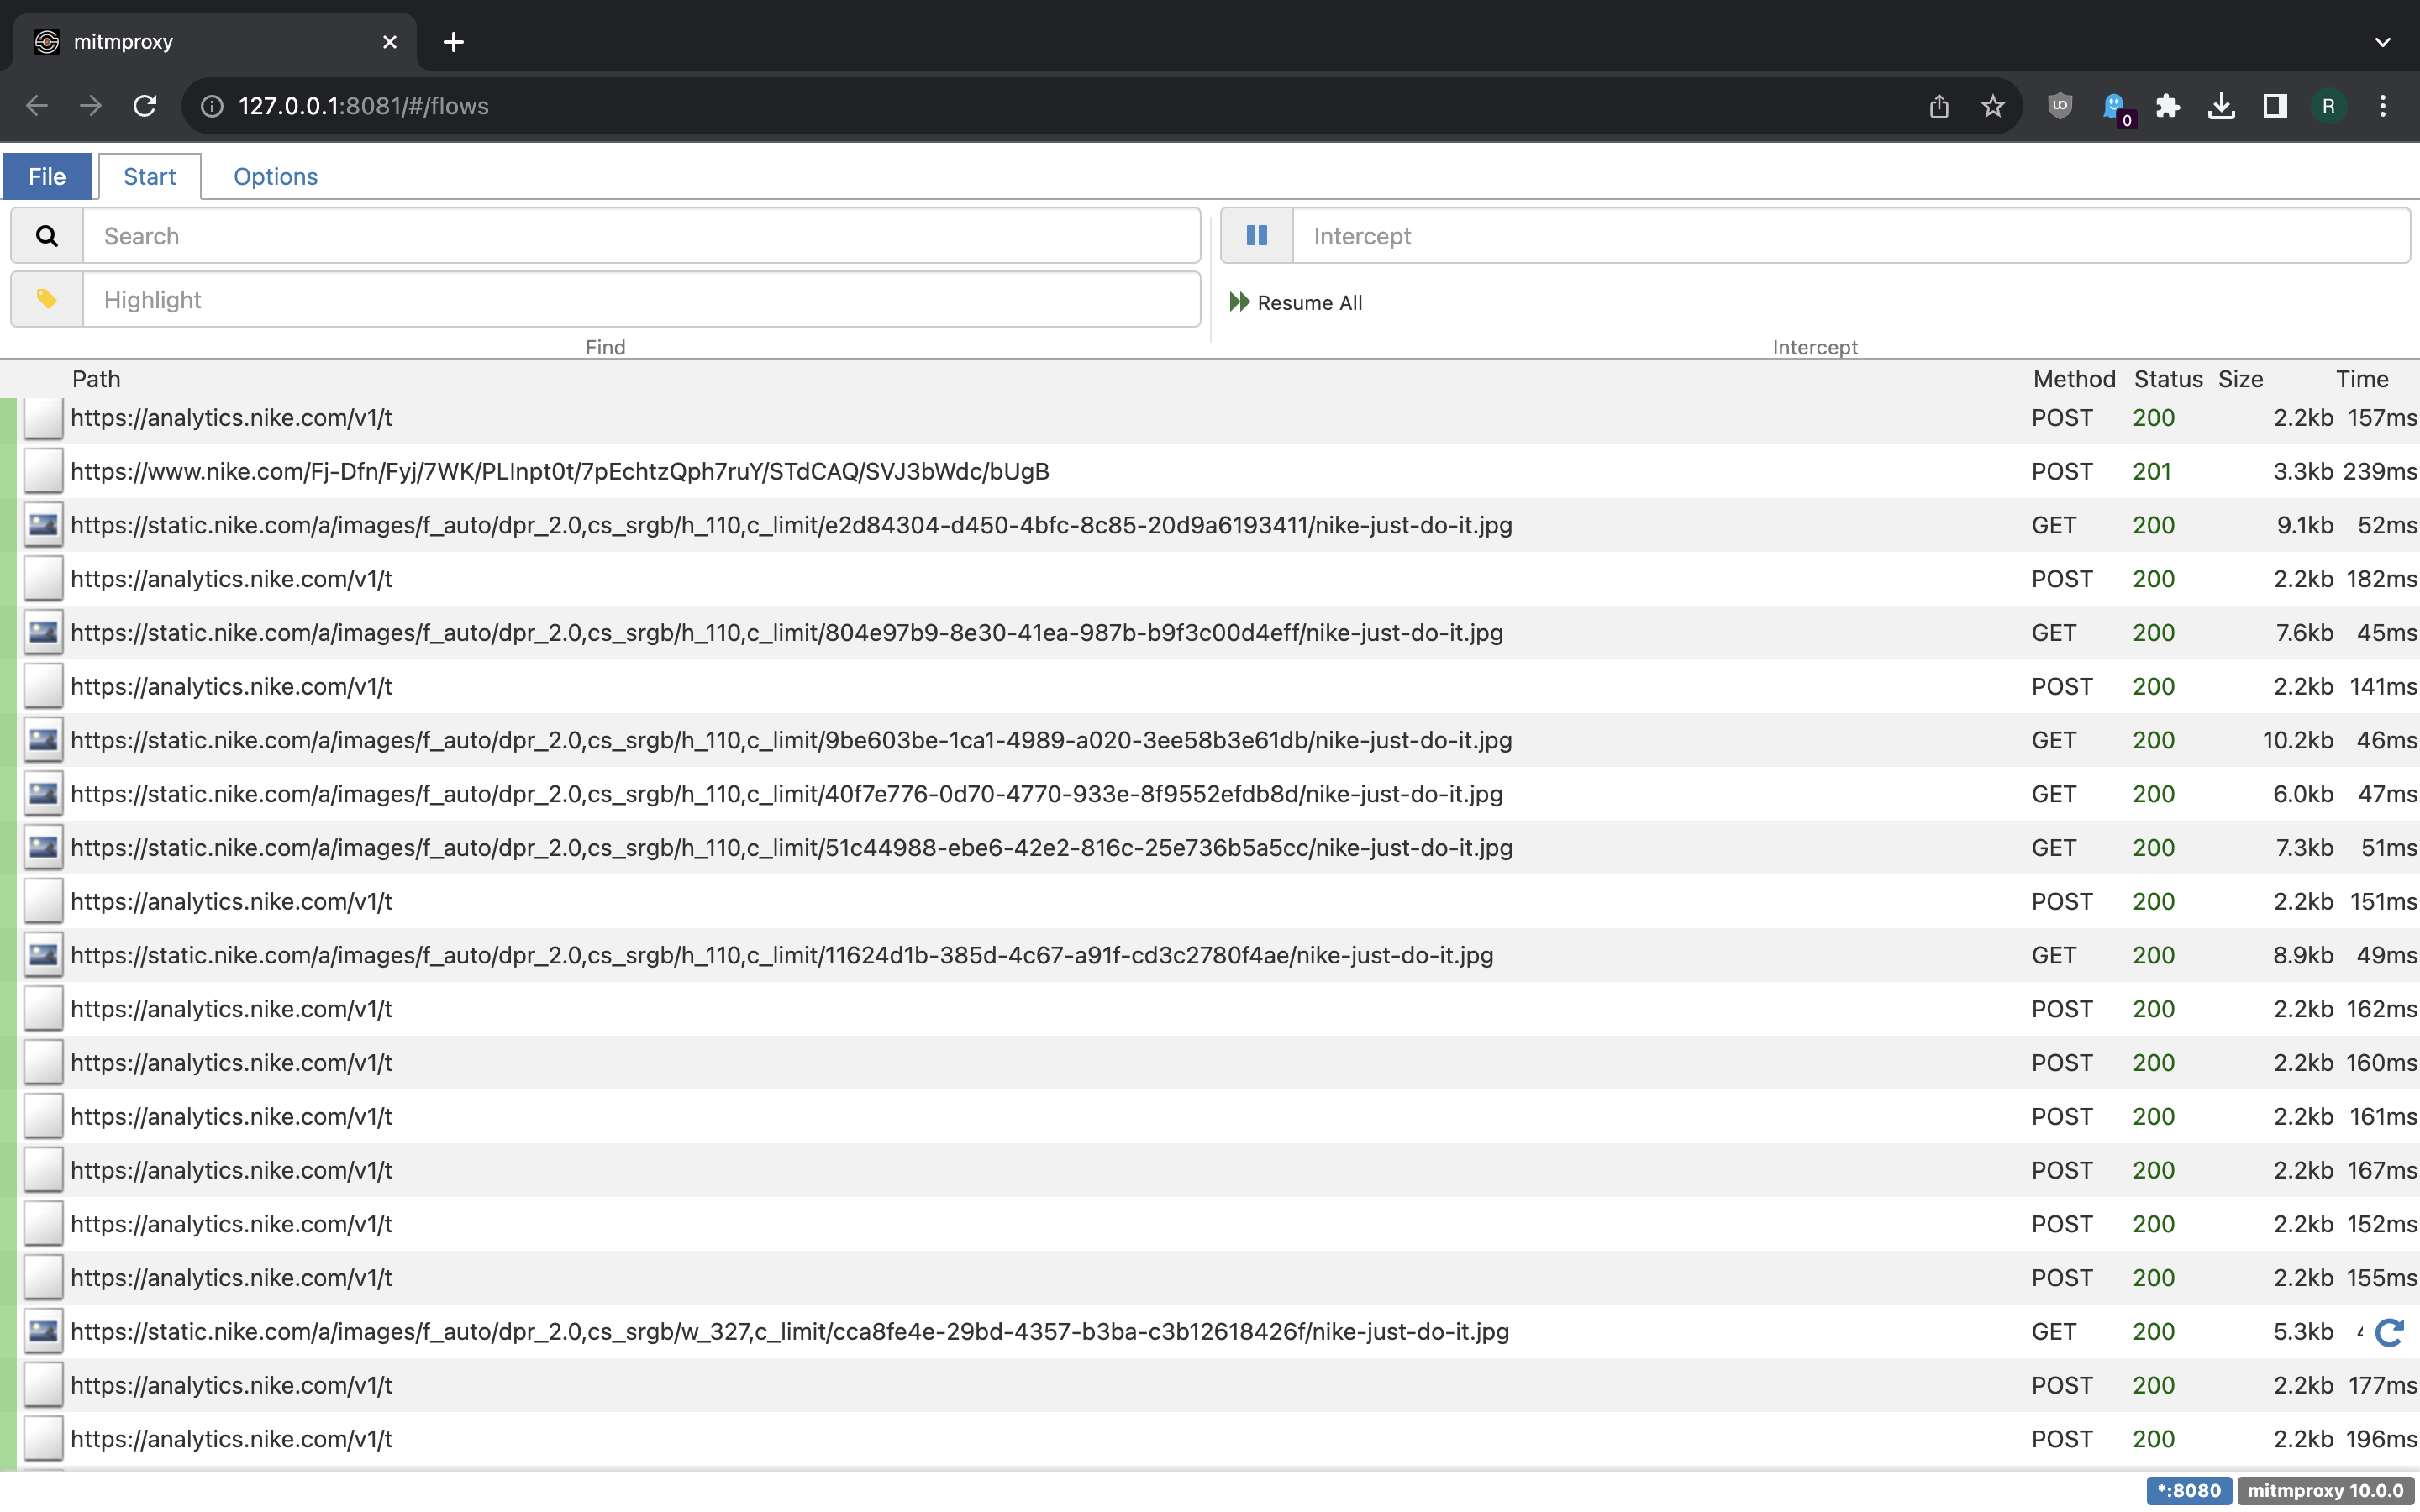 mitmproxy
127.0.0.1:8081/#/flows
0
R
File Start Options
Search
Intercept
Highlight
Resume All
Find
Intercept
Path Method Status Size Time
https://analytics.nike.com/v1/t POST 200 2.2kb 157ms
https://www.nike.com/Fj-Dfn/Fyj/7WK/PLInpt0t/7pEchtzQph7ruY/STdCAQ/SVJ3bWdc/bUgB POST 201 3.3kb 239ms
https://static.nike.com/a/images/f_auto/dpr_2.0,cs_srgb/h_110,c_limit/e2d84304-d450-4bfc-8c85-20d9a6193411/nike-just-do-it.jpg GET 200 9.1kb 52ms
https://analytics.nike.com/v1/t POST 200 2.2kb 182ms
https://static.nike.com/a/images/f_auto/dpr_2.0,cs_srgb/h_110,c_limit/804e97b9-8e30-41ea-987b-b9f3c00d4eff/nike-just-do-it.jpg GET 200 7.6kb 45ms
https://analytics.nike.com/v1/t POST 200 2.2kb 141ms
https://static.nike.com/a/images/f_auto/dpr_2.0,cs_srgb/h_110,c_limit/9be603be-1ca1-4989-a020-3ee58b3e61db/nike-just-do-it.jpg GET 200 10.2kb 46ms
https://static.nike.com/a/images/f_auto/dpr_2.0,cs_srgb/h_110,c_limit/40f7e776-0d70-4770-933e-8f9552efdb8d/nike-just-do-it.jpg GET 200 6.0kb 47ms
https://static.nike.com/a/images/f_auto/dpr_2.0,cs_srgb/h_110,c_limit/51c44988-ebe6-42e2-816c-25e736b5a5cc/nike-just-do-it.jpg GET 200 7.3kb 51ms
https://analytics.nike.com/v1/t POST 200 2.2kb 151ms
https://static.nike.com/a/images/f_auto/dpr_2.0,cs_srgb/h_110,c_limit/11624d1b-385d-4c67-a91f-cd3c2780f4ae/nike-just-do-it.jpg GET 200 8.9kb 49ms
https://analytics.nike.com/v1/t POST 200 2.2kb 162ms
https://analytics.nike.com/v1/t POST 200 2.2kb 160ms
https://analytics.nike.com/v1/t POST 200 2.2kb 161ms
https://analytics.nike.com/v1/t POST 200 2.2kb 167ms
https://analytics.nike.com/v1/t POST 200 2.2kb 152ms
https://analytics.nike.com/v1/t POST 200 2.2kb 155ms
https://static.nike.com/a/images/f_auto/dpr_2.0,cs_srgb/w_327,c_limit/cca8fe4e-29bd-4357-b3ba-c3b12618426f/nike-just-do-it.jpg GET 200 5.3kb
https://analytics.nike.com/v1/t POST 200 2.2kb 177ms
https://analytics.nike.com/v1/t POST 200 2.2kb 196ms
*:8080 mitmproxy 10.0.0